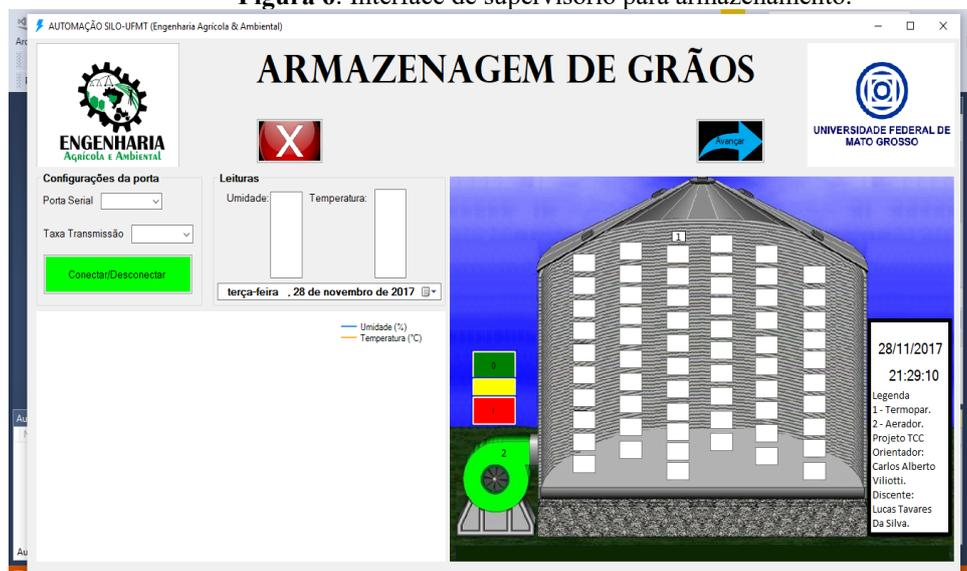 Figura 6: Interface de supervisório para armazenamento.
AUTOMAÇÃO SILO-UFMT (Engenharia Agrícola & Ambiental)
ARMAZENAGEM DE GRÃOS
ENGENHARIA
AGRÍCOLA E AMBIENTAL
X
Avançar
UNIVERSIDADE FEDERAL DE
MATO GROSSO
Configurações da porta
Porta Serial
Taxa Transmissão
Conectar/Desconectar
Leituras
Umidade:
Temperatura:
terça-feira , 28 de novembro de 2017
Umidade (%)
Temperatura (°C)
1
0
2
28/11/2017
21:29:10
Legenda
1 - Termopar.
2 - Aerador.
Projeto TCC
Orientador:
Carlos Alberto
Viliotti.
Discente:
Lucas Tavares
Da Silva.
Au
Au